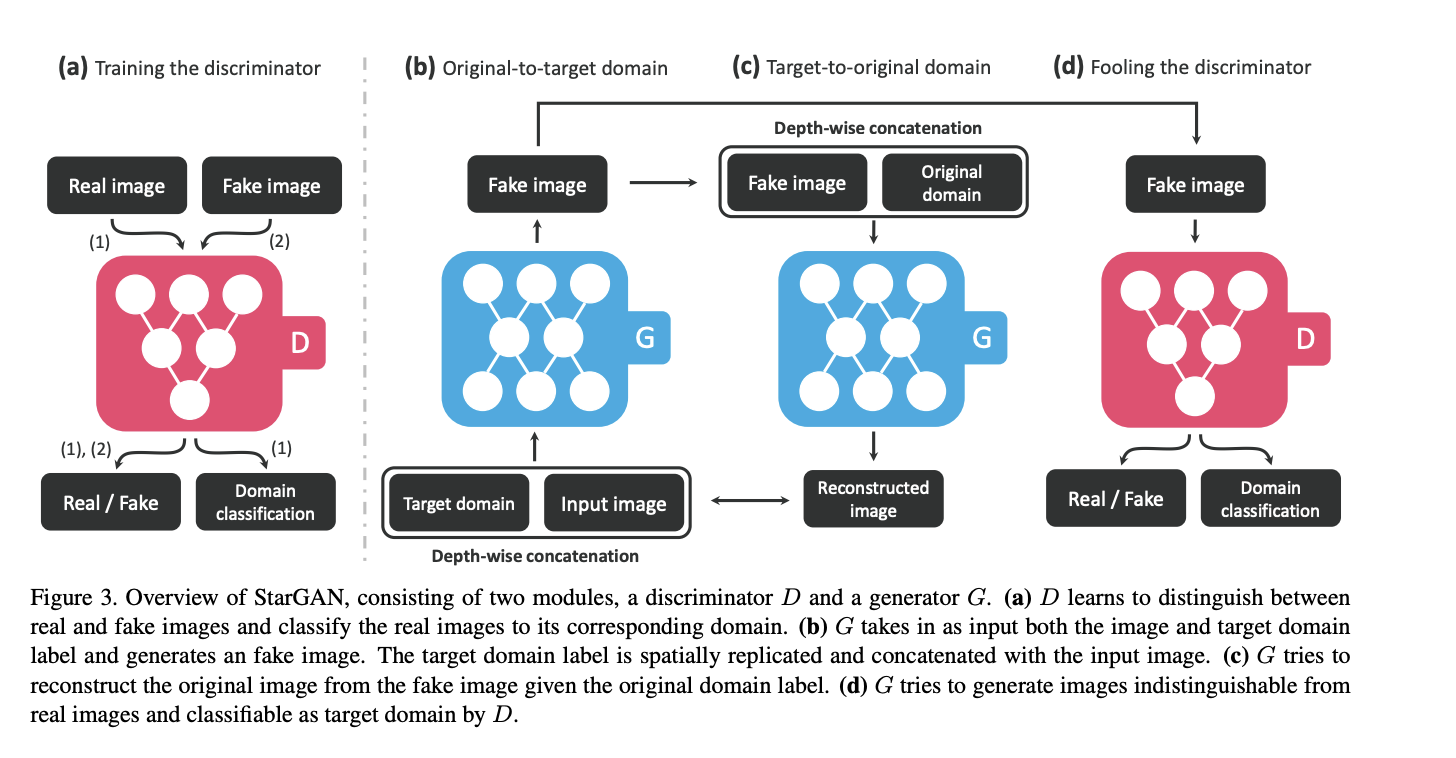 (a) Training the discriminator
(b) Original-to-target domain
(c) Target-to-original domain
(d) Fooling the discriminator
Real image
Fake image
(1)
(2)
D
(1), (2)
(1)
Real / Fake
Domain
classification
Fake image
G
Target domain
Input image
Depth-wise concatenation
Depth-wise concatenation
Fake image
Original
domain
G
Reconstructed
image
Fake image
D
Real / Fake
Domain
classification
Figure 3. Overview of StarGAN, consisting of two modules, a discriminator D and a generator G. (a) D learns to distinguish between
real and fake images and classify the real images to its corresponding domain. (b) G takes in as input both the image and target domain
label and generates an fake image. The target domain label is spatially replicated and concatenated with the input image. (c) G tries to
reconstruct the original image from the fake image given the original domain label. (d) G tries to generate images indistinguishable from
real images and classifiable as target domain by D.